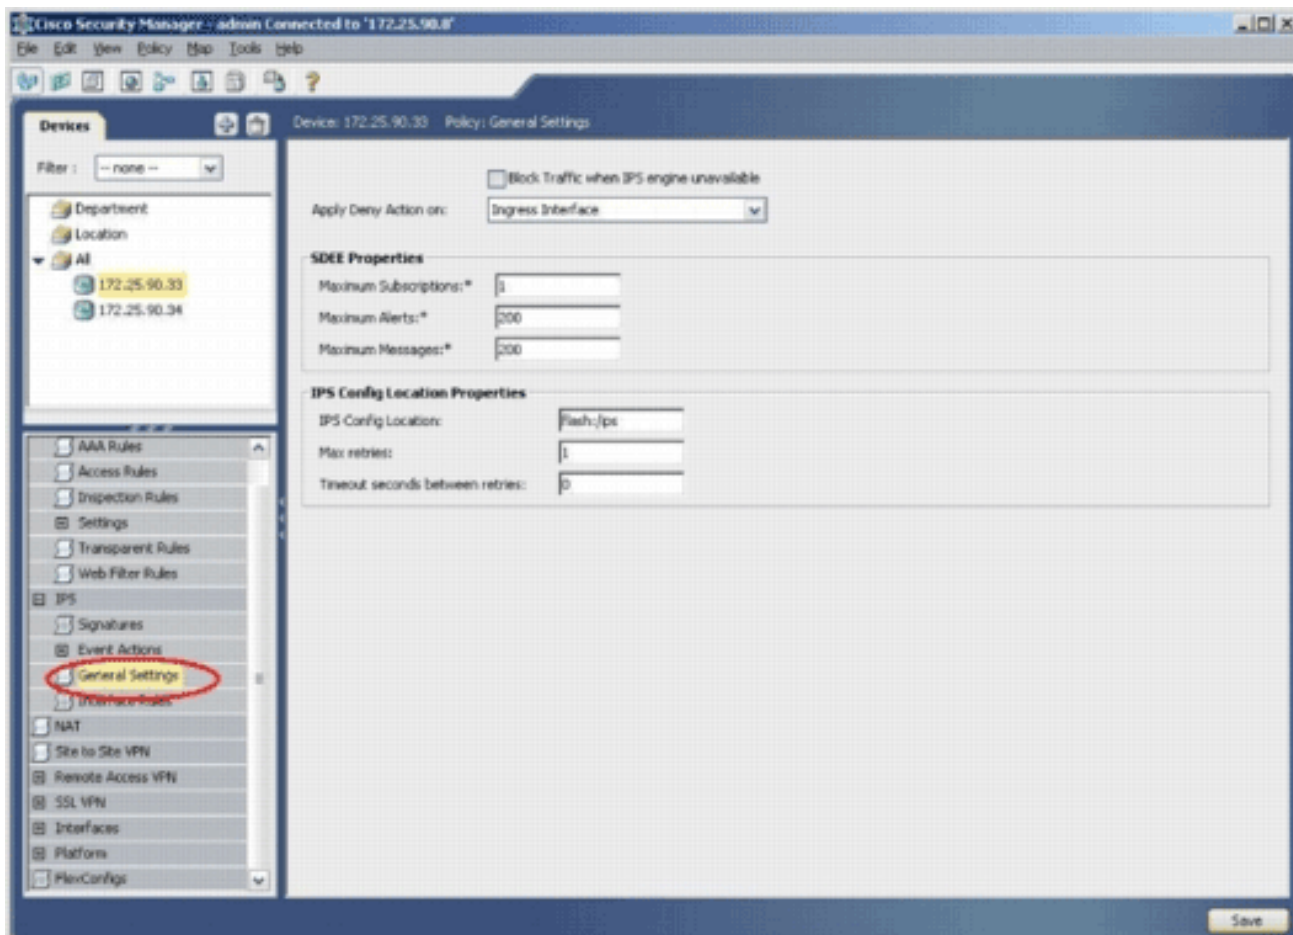 Cisco Security Manager - admin Connected to '172.25.90.8'
File Edit View Policy Map Tools Help
Devices
Device: 172.25.90.33 Policy: General Settings
Filter : -- none --
Department
Location
All
172.25.90.33
172.25.90.34
Block Traffic when IPS engine unavailable
Apply Deny Action on: Ingress Interface
SDEE Properties
Maximum Subscriptions:* 1
Maximum Alerts:* 200
Maximum Messages:* 200
IPS Config Location Properties
IPS Config Location: flash:/ips
Max retries: 1
Timeout seconds between retries: 0
AAA Rules
Access Rules
Inspection Rules
Settings
Transparent Rules
Web Filter Rules
IPS
Signatures
Event Actions
General Settings
Interface Rules
NAT
Site to Site VPN
Remote Access VPN
SSL VPN
Interfaces
Platform
FlexConfigs
Save